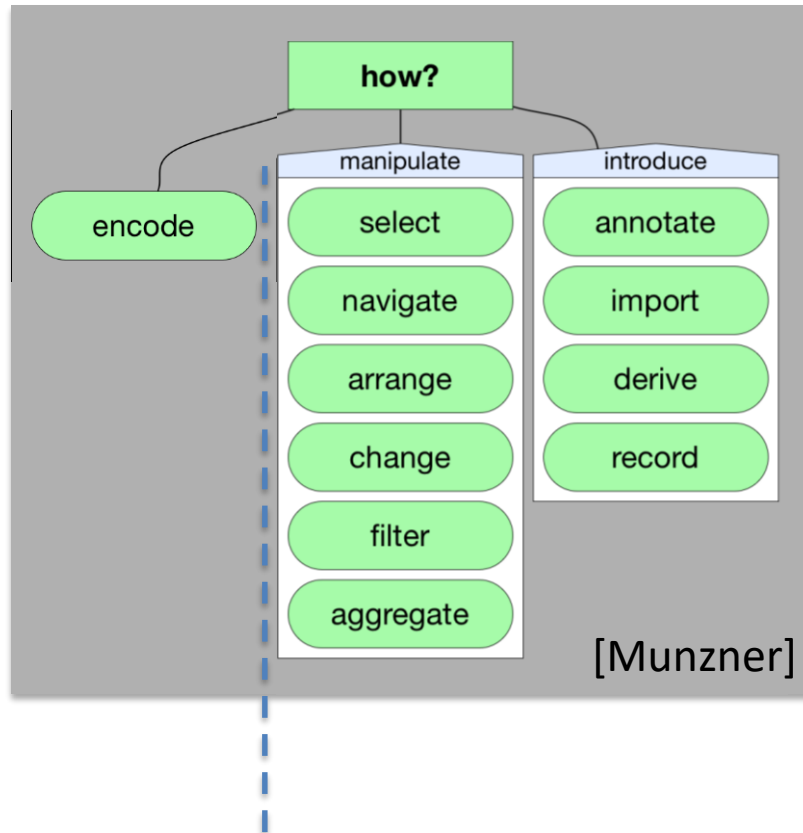 how?
encode
manipulate
select
navigate
arrange
change
filter
aggregate
introduce
annotate
import
derive
record
[Munzner]